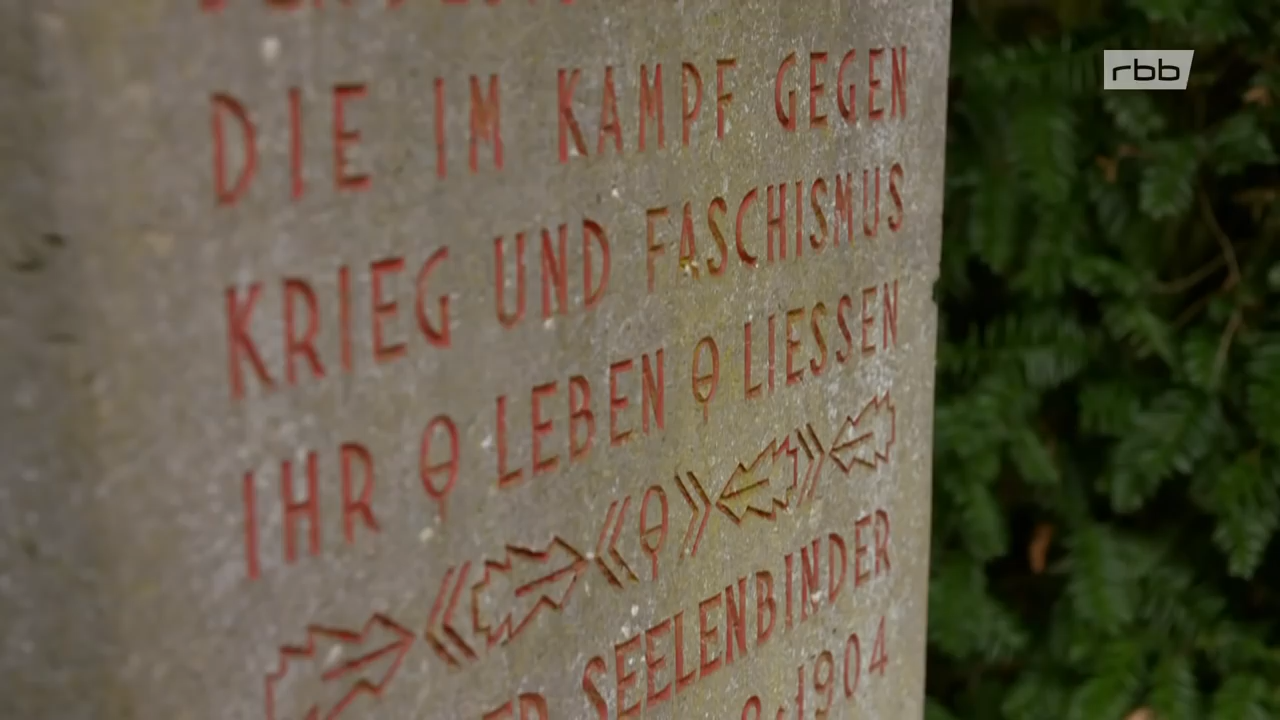 DIE IM KAMPF GEGEN
KRIEG UND FASCHISMUS
IHR LEBEN LIESSEN
SEELENBINDER
1904
rbb